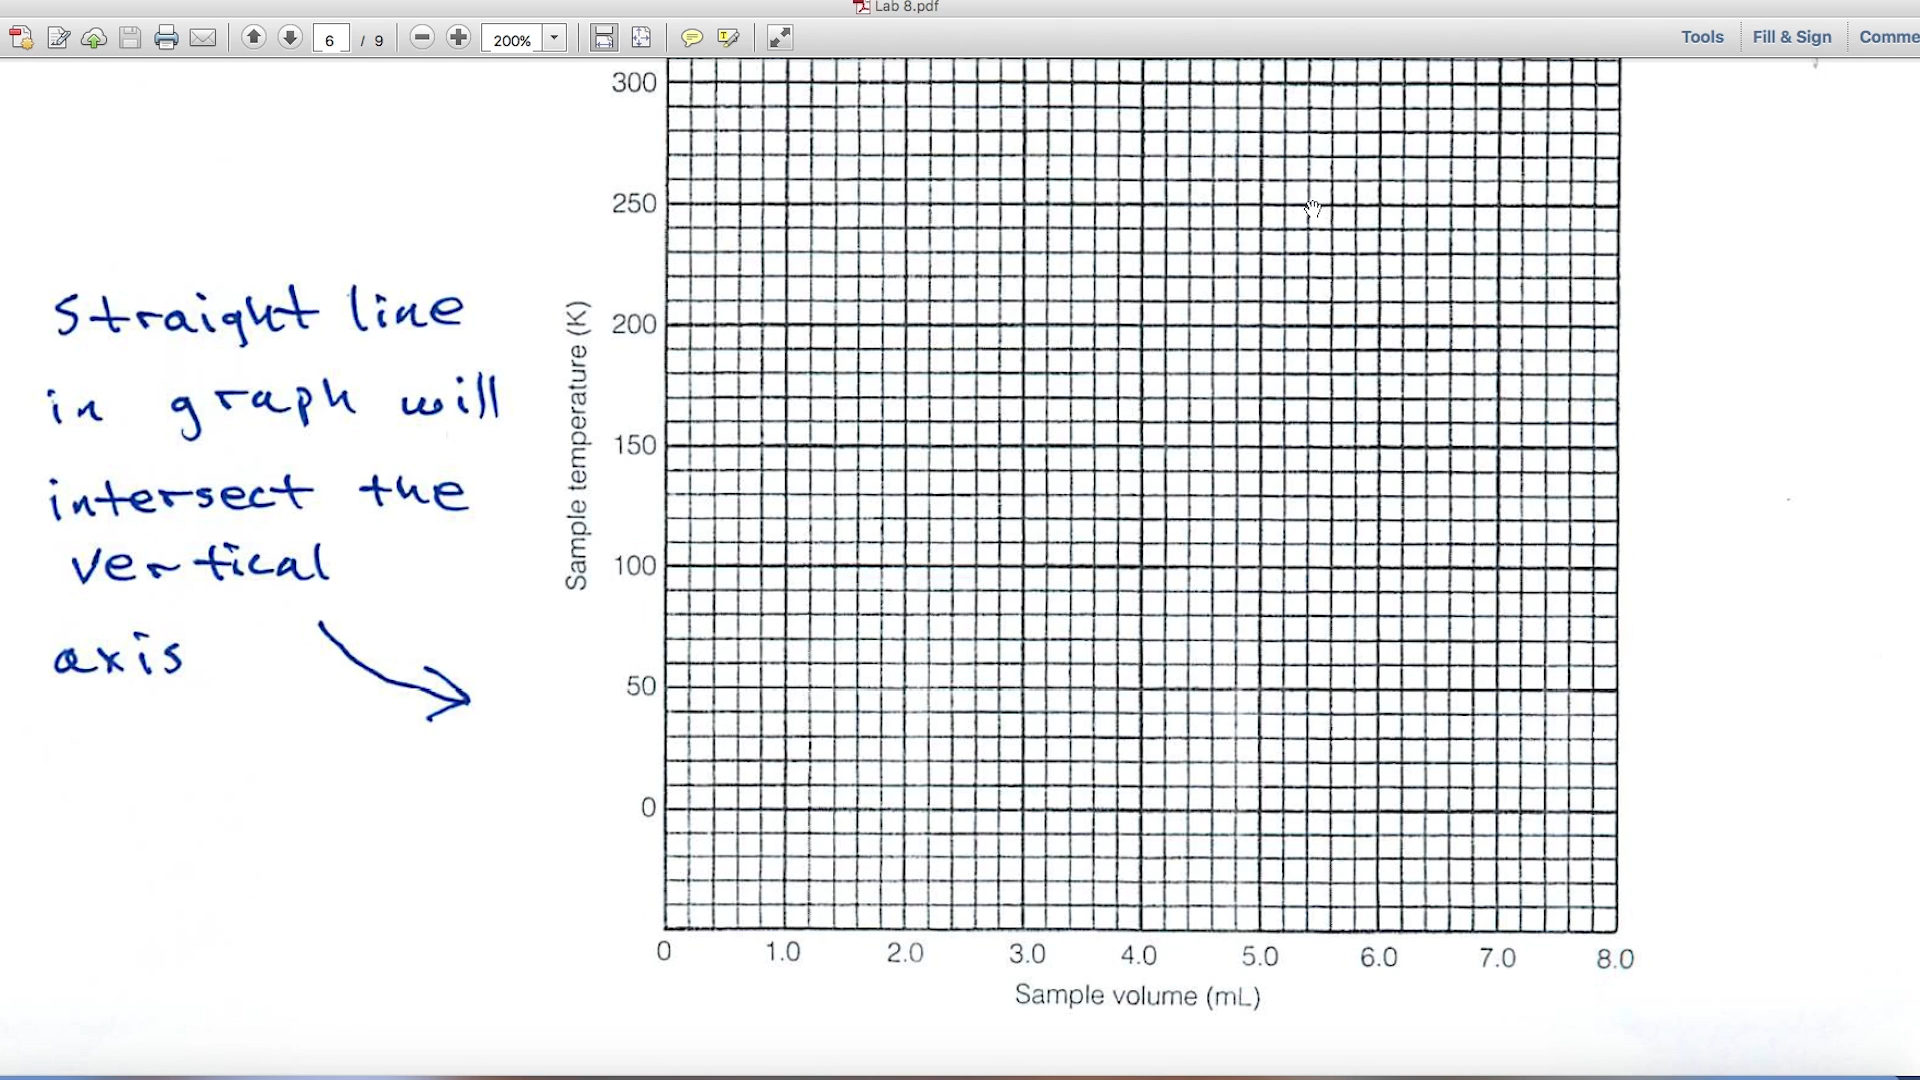 Lab 8.pdf
6 / 9
200%
Tools
Fill & Sign
Comme
300
250
200
150
100
50
0
Sample temperature (K)
straight line
in graph will
intersect the
vertical
axis
0 1.0 2.0 3.0 4.0 5.0 6.0 7.0 8.0
Sample volume (mL)